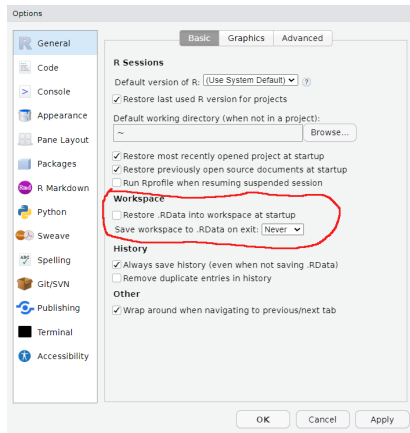 Options
General
Code
Console
Appearance
Pane Layout
Packages
R Markdown
Python
Sweave
Spelling
Git/SVN
Publishing
Terminal
Accessibility
Basic Graphics Advanced
R Sessions
Default version of R: (Use System Default)
Restore last used R version for projects
Default working directory (when not in a project):
~ Browse...
Restore most recently opened project at startup
Restore previously open source documents at startup
Run Rprofile when resuming suspended session
Workspace
Restore .RData into workspace at startup
Save workspace to .RData on exit: Never
History
Always save history (even when not saving .RData)
Remove duplicate entries in history
Other
Wrap around when navigating to previous/next tab
OK Cancel Apply